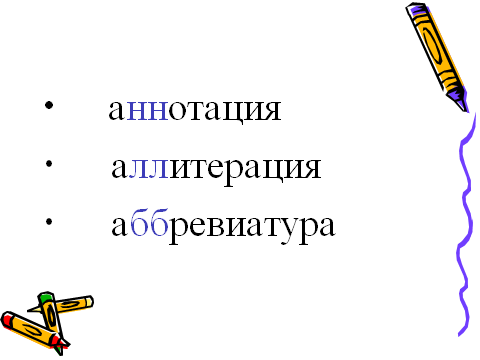 • аннотация
• аллитерация
• аббревиатура